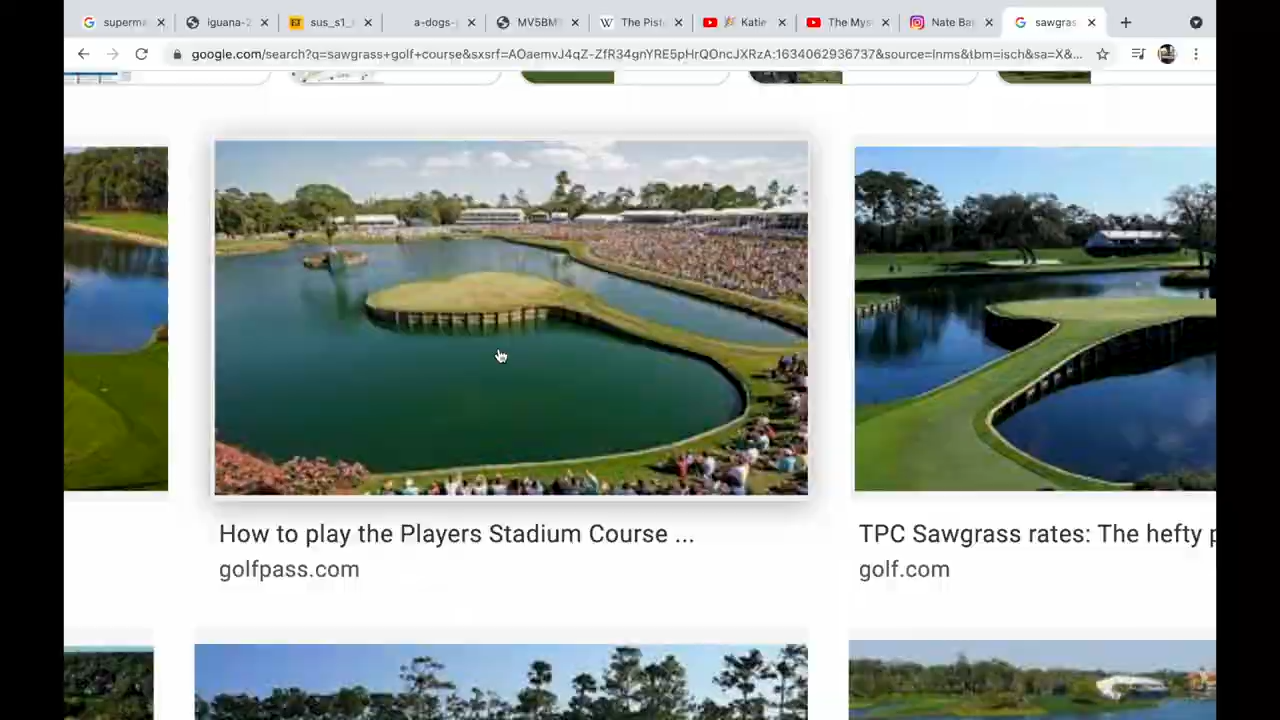 superma
iguana-2
sus_s1_
a-dogs-
MV5BM
The Pist
Katie
The Mys
Nate Ba
sawgras
google.com/search?q=sawgrass+golf+course&sxsrf=AOaemvJ4qZ-ZfR34gnYRE5pHrQOncJXRzA:1634062936737&source=lnms&tbm=isch&sa=X&...
How to play the Players Stadium Course ...
golfpass.com
TPC Sawgrass rates: The hefty p
golf.com